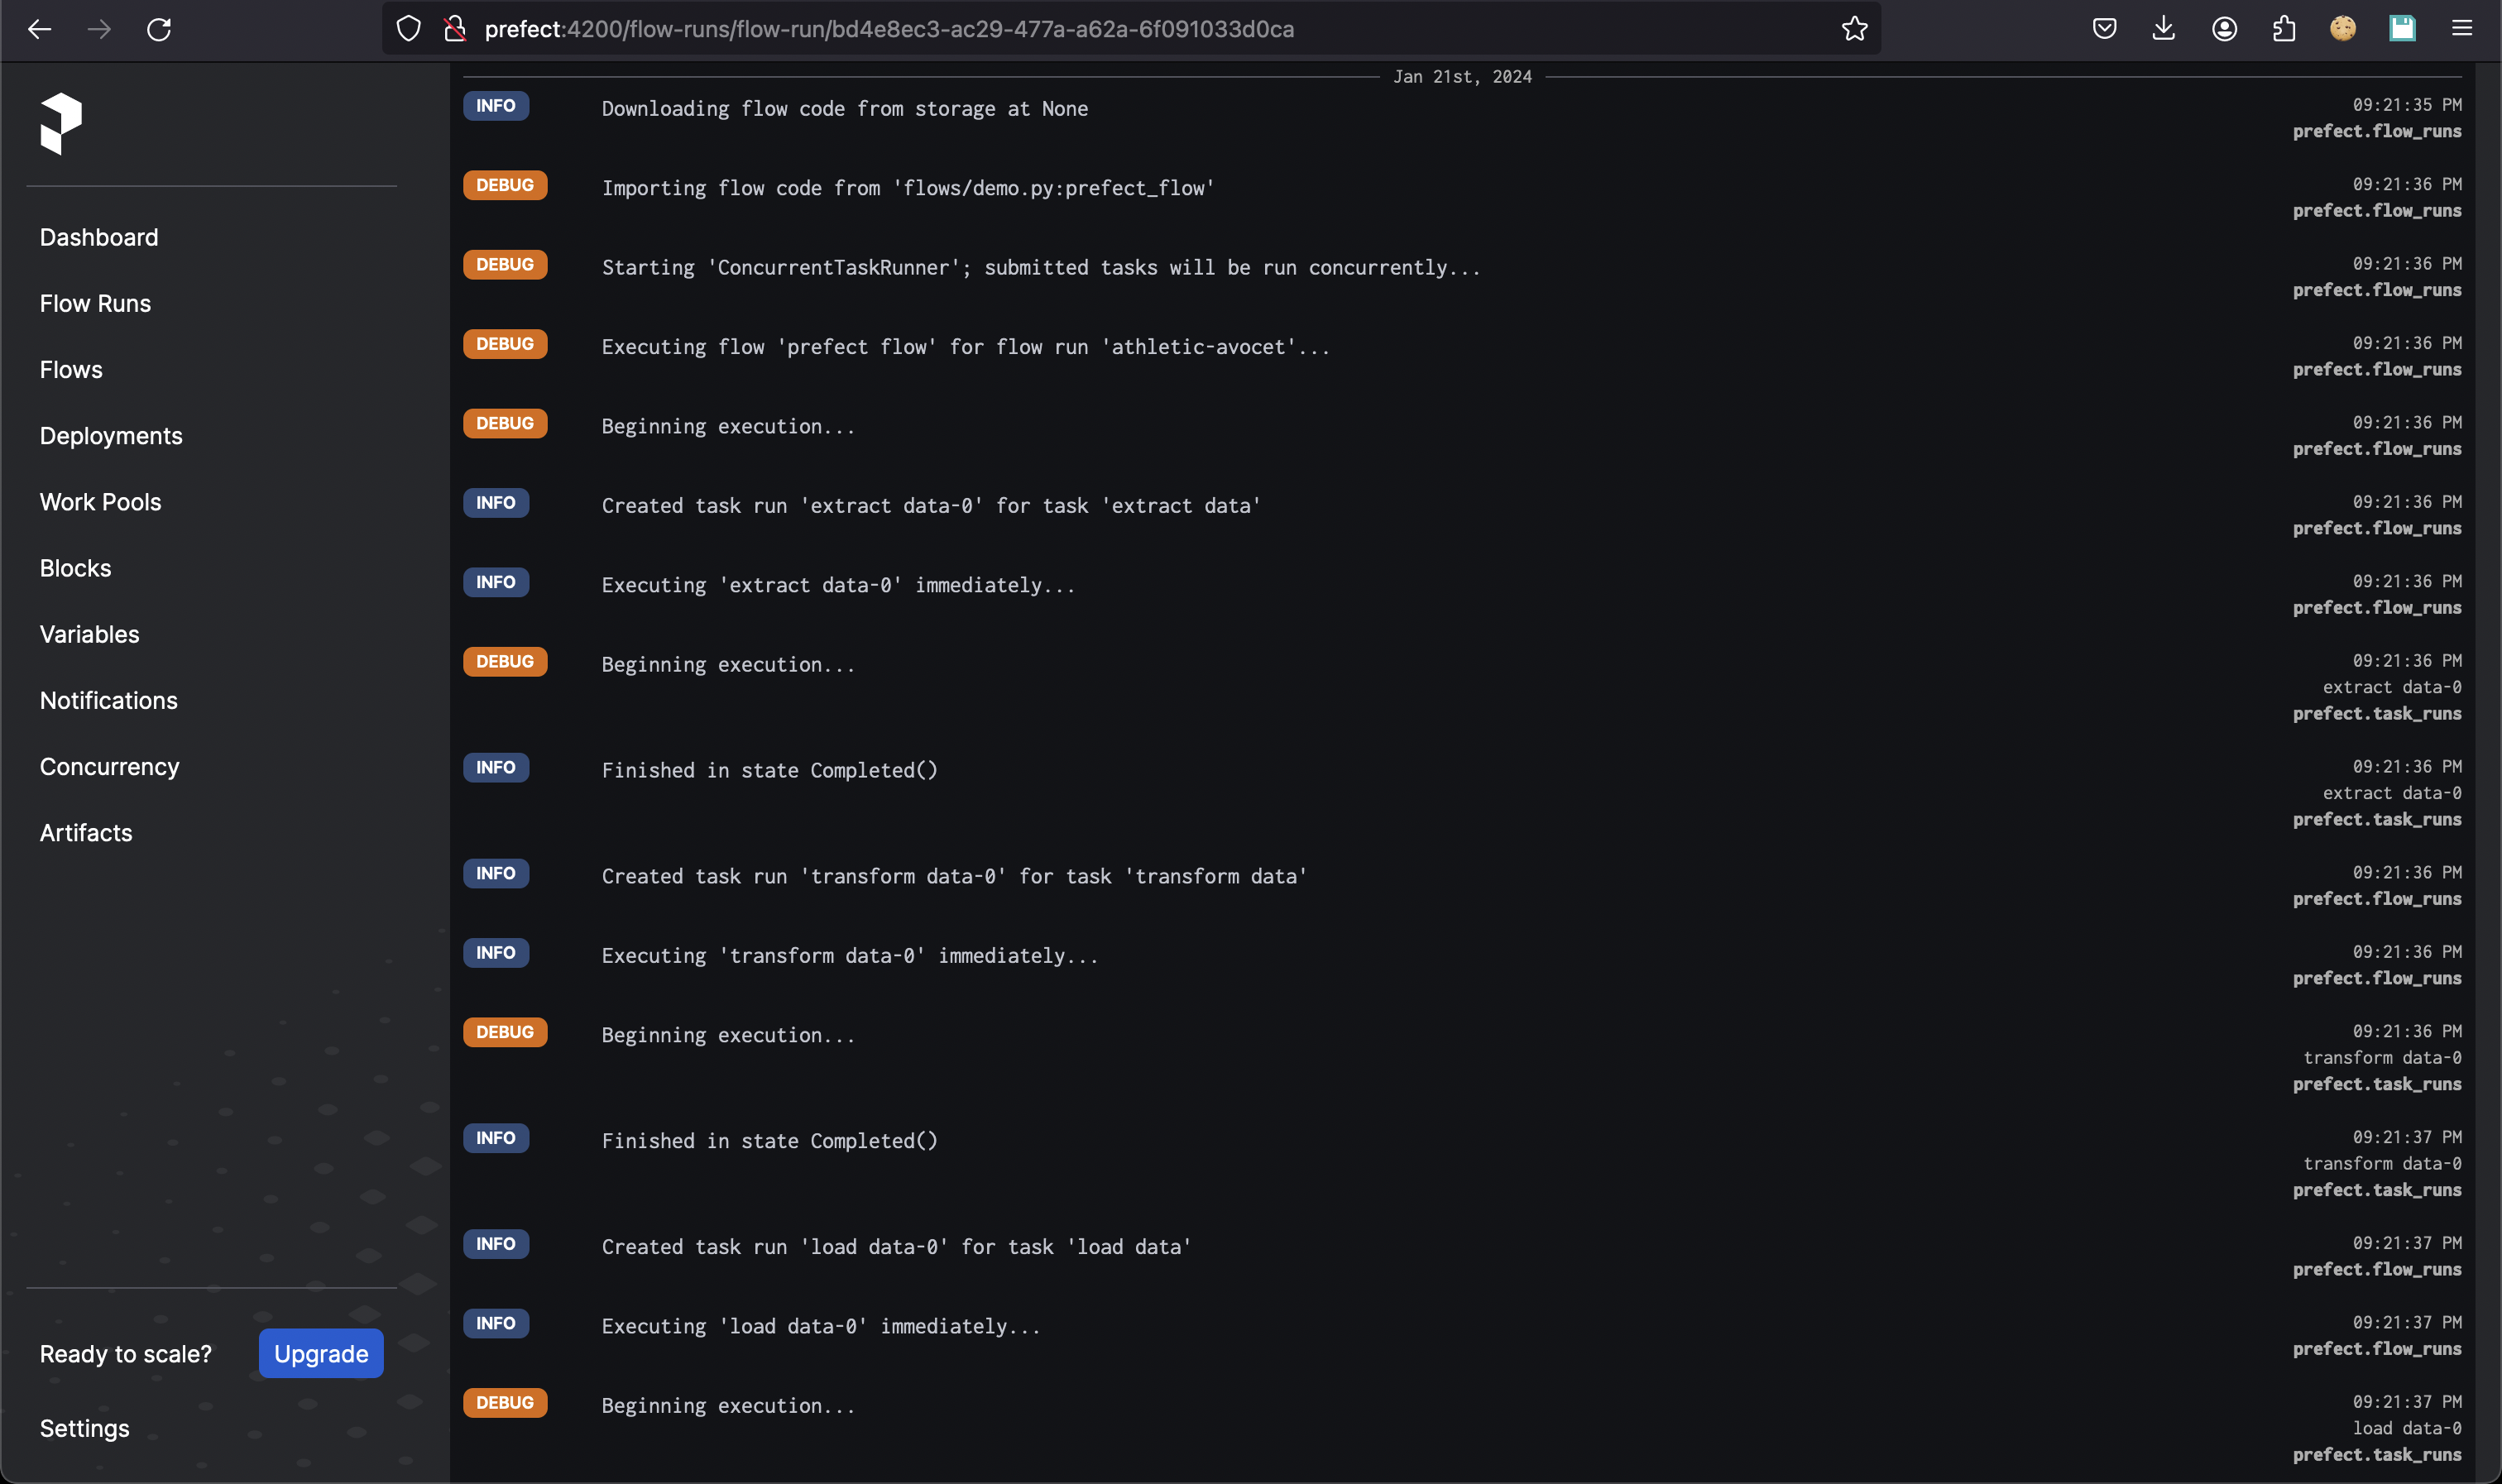 prefect:4200/flow-runs/flow-run/bd4e8ec3-ac29-477a-a62a-6f091033d0ca
Dashboard
Flow Runs
Flows
Deployments
Work Pools
Blocks
Variables
Notifications
Concurrency
Artifacts
Ready to scale? Upgrade
Settings
Jan 21st, 2024
INFO Downloading flow code from storage at None 09:21:35 PM
prefect.flow_runs
DEBUG Importing flow code from 'flows/demo.py:prefect_flow' 09:21:36 PM
prefect.flow_runs
DEBUG Starting 'ConcurrentTaskRunner'; submitted tasks will be run concurrently... 09:21:36 PM
prefect.flow_runs
DEBUG Executing flow 'prefect flow' for flow run 'athletic-avocet'... 09:21:36 PM
prefect.flow_runs
DEBUG Beginning execution... 09:21:36 PM
prefect.flow_runs
INFO Created task run 'extract data-0' for task 'extract data' 09:21:36 PM
prefect.flow_runs
INFO Executing 'extract data-0' immediately... 09:21:36 PM
prefect.flow_runs
DEBUG Beginning execution... 09:21:36 PM
extract data-0
prefect.task_runs
INFO Finished in state Completed() 09:21:36 PM
extract data-0
prefect.task_runs
INFO Created task run 'transform data-0' for task 'transform data' 09:21:36 PM
prefect.flow_runs
INFO Executing 'transform data-0' immediately... 09:21:36 PM
prefect.flow_runs
DEBUG Beginning execution... 09:21:36 PM
transform data-0
prefect.task_runs
INFO Finished in state Completed() 09:21:37 PM
transform data-0
prefect.task_runs
INFO Created task run 'load data-0' for task 'load data' 09:21:37 PM
prefect.flow_runs
INFO Executing 'load data-0' immediately... 09:21:37 PM
prefect.flow_runs
DEBUG Beginning execution... 09:21:37 PM
load data-0
prefect.task_runs